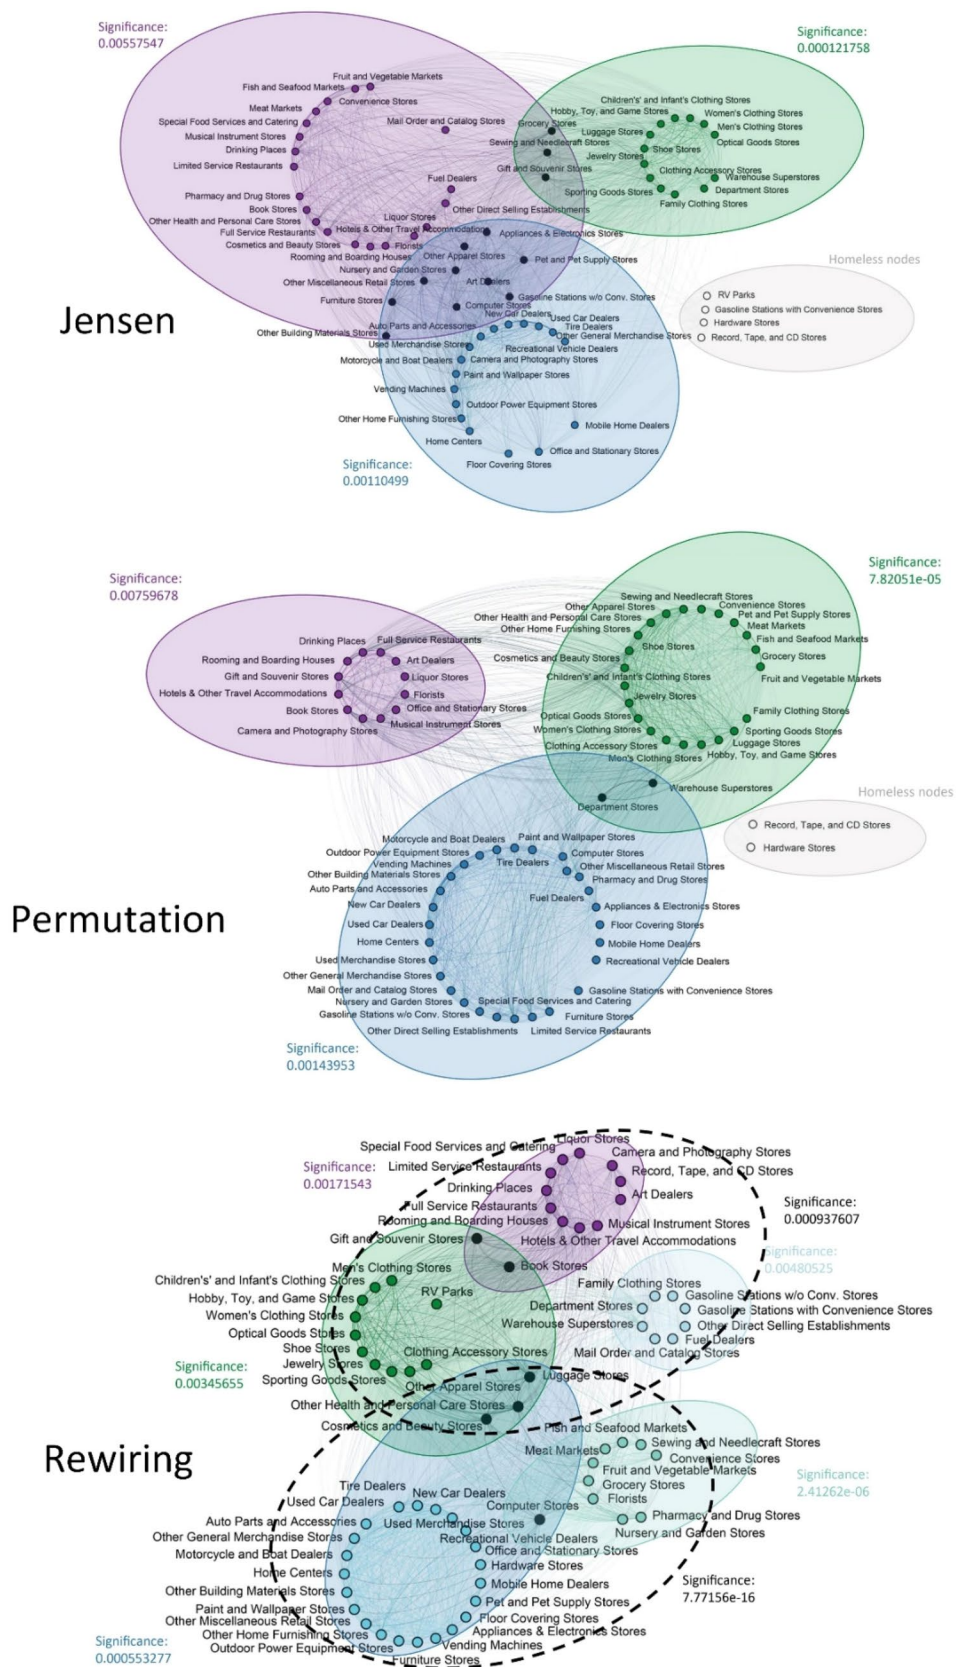 Significance:
0.00557547
Significance:
0.000121758
Fruit and Vegetable Markets
Fish and Seafood Markets
Convenience Stores
Meat Markets
Special Food Services and Catering
Mail Order and Catalog Stores
Musical Instrument Stores
Drinking Places
Limited Service Restaurants
Fuel Dealers
Pharmacy and Drug Stores
Book Stores
Other Direct Selling Establishments
Other Health and Personal Care Stores
Liquor Stores
Full Service Restaurants
Hotels & Other Travel Accommodations
Cosmetics and Beauty Stores
Florists
Rooming and Boarding Houses
Children's' and Infant's Clothing Stores
Hobby, Toy, and Game Stores
Women's Clothing Stores
Grocery Stores
Men's Clothing Stores
Luggage Stores
Sewing and Needlecraft Stores
Optical Goods Stores
Shoe Stores
Jewelry Stores
Gift and Souvenir Stores
Clothing Accessory Stores
Warehouse Superstores
Sporting Goods Stores
Department Stores
Family Clothing Stores
Appliances & Electronics Stores
Other Apparel Stores
Pet and Pet Supply Stores
Nursery and Garden Stores
Other Miscellaneous Retail Stores
Art Dealers
Furniture Stores
Gasoline Stations w/o Conv. Stores
Computer Stores
New Car Dealers
Used Car Dealers
Auto Parts and Accessories
Tire Dealers
Other Building Materials Stores
Other General Merchandise Stores
Used Merchandise Stores
Recreational Vehicle Dealers
Motorcycle and Boat Dealers
Camera and Photography Stores
Paint and Wallpaper Stores
Vending Machines
Outdoor Power Equipment Stores
Other Home Furnishing Stores
Mobile Home Dealers
Home Centers
Office and Stationary Stores
Floor Covering Stores
Homeless nodes
RV Parks
Gasoline Stations with Convenience Stores
Hardware Stores
Record, Tape, and CD Stores
Jensen
Significance:
0.00110499
Significance:
0.00759678
Significance:
7.82051e-05
Drinking Places
Full Service Restaurants
Rooming and Boarding Houses
Art Dealers
Gift and Souvenir Stores
Liquor Stores
Hotels & Other Travel Accommodations
Florists
Book Stores
Office and Stationary Stores
Musical Instrument Stores
Camera and Photography Stores
Sewing and Needlecraft Stores
Other Apparel Stores
Convenience Stores
Other Health and Personal Care Stores
Pet and Pet Supply Stores
Other Home Furnishing Stores
Meat Markets
Fish and Seafood Markets
Shoe Stores
Cosmetics and Beauty Stores
Grocery Stores
Children's' and Infant's Clothing Stores
Fruit and Vegetable Markets
Jewelry Stores
Optical Goods Stores
Family Clothing Stores
Women's Clothing Stores
Sporting Goods Stores
Clothing Accessory Stores
Luggage Stores
Men's Clothing Stores
Hobby, Toy, and Game Stores
Warehouse Superstores
Department Stores
Homeless nodes
Record, Tape, and CD Stores
Hardware Stores
Motorcycle and Boat Dealers
Paint and Wallpaper Stores
Outdoor Power Equipment Stores
Computer Stores
Vending Machines
Tire Dealers
Other Miscellaneous Retail Stores
Other Building Materials Stores
Pharmacy and Drug Stores
Auto Parts and Accessories
Fuel Dealers
New Car Dealers
Appliances & Electronics Stores
Used Car Dealers
Floor Covering Stores
Home Centers
Mobile Home Dealers
Used Merchandise Stores
Recreational Vehicle Dealers
Other General Merchandise Stores
Mail Order and Catalog Stores
Gasoline Stations with Convenience Stores
Nursery and Garden Stores
Special Food Services and Catering
Gasoline Stations w/o Conv. Stores
Furniture Stores
Other Direct Selling Establishments
Limited Service Restaurants
Permutation
Significance:
0.00143953
Liquor Stores
Special Food Services and Catering
Camera and Photography Stores
Significance:
0.00171543
Limited Service Restaurants
Record, Tape, and CD Stores
Drinking Places
Art Dealers
Full Service Restaurants
Rooming and Boarding Houses
Musical Instrument Stores
Gift and Souvenir Stores
Hotels & Other Travel Accommodations
Book Stores
Significance:
0.000937607
Significance:
0.00480525
Men's Clothing Stores
Children's' and Infant's Clothing Stores
RV Parks
Hobby, Toy, and Game Stores
Women's Clothing Stores
Optical Goods Stores
Shoe Stores
Clothing Accessory Stores
Jewelry Stores
Sporting Goods Stores
Other Apparel Stores
Luggage Stores
Other Health and Personal Care Stores
Cosmetics and Beauty Stores
Significance:
0.00345655
Family Clothing Stores
Gasoline Stations w/o Conv. Stores
Department Stores
Gasoline Stations with Convenience Stores
Warehouse Superstores
Other Direct Selling Establishments
Fuel Dealers
Mail Order and Catalog Stores
Rewiring
Fish and Seafood Markets
Sewing and Needlecraft Stores
Meat Markets
Convenience Stores
Fruit and Vegetable Markets
Grocery Stores
Florists
Pharmacy and Drug Stores
Nursery and Garden Stores
Significance:
2.41262e-06
Tire Dealers
New Car Dealers
Used Car Dealers
Computer Stores
Auto Parts and Accessories
Used Merchandise Stores
Other General Merchandise Stores
Recreational Vehicle Dealers
Motorcycle and Boat Dealers
Office and Stationary Stores
Home Centers
Hardware Stores
Other Building Materials Stores
Mobile Home Dealers
Paint and Wallpaper Stores
Pet and Pet Supply Stores
Other Miscellaneous Retail Stores
Floor Covering Stores
Other Home Furnishing Stores
Appliances & Electronics Stores
Outdoor Power Equipment Stores
Vending Machines
Furniture Stores
Significance:
7.77156e-16
Significance:
0.000553277